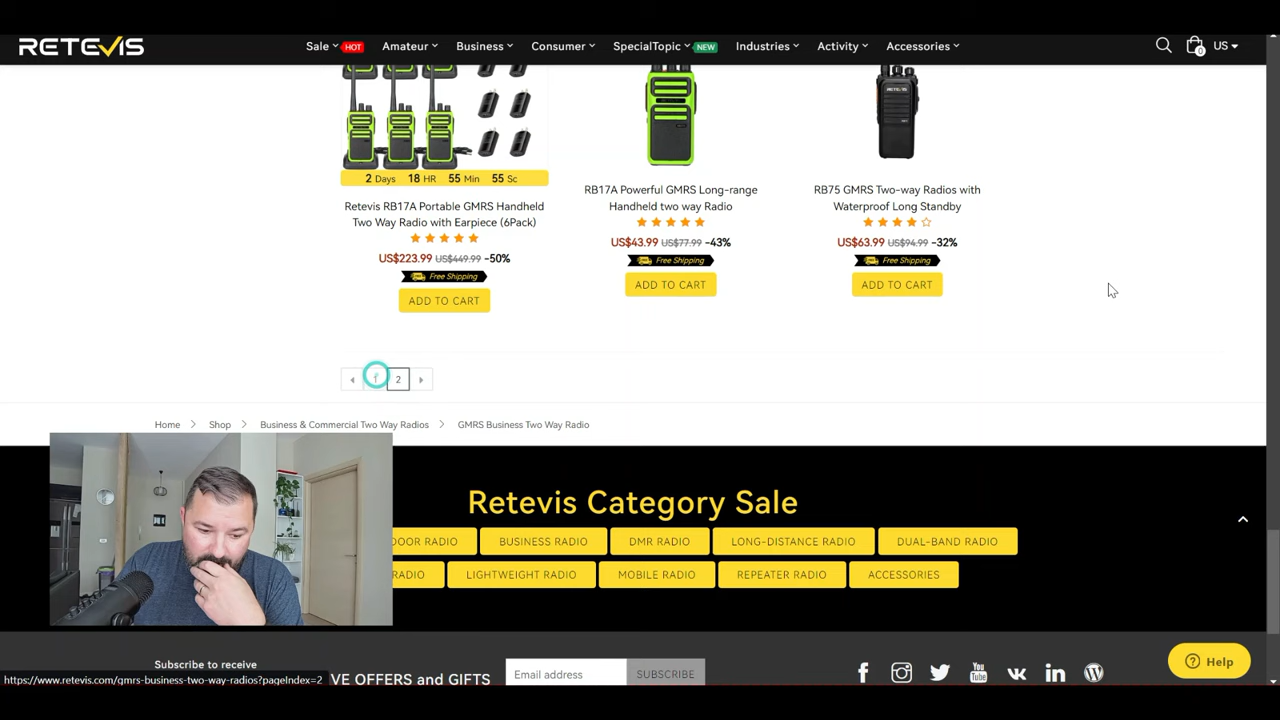 RETEVIS
Sale HOT Amateur Business Consumer SpecialTopic NEW Industries Activity Accessories 0 US
RETEVIS
2 Days 18 HR 55 Min 55 Sc
Retevis RB17A Portable GMRS Handheld
Two Way Radio with Earpiece (6Pack)
US$223.99 US$449.99 -50%
Free Shipping
ADD TO CART
RB17A Powerful GMRS Long-range
Handheld two way Radio
US$43.99 US$77.99 -43%
Free Shipping
ADD TO CART
RB75 GMRS Two-way Radios with
Waterproof Long Standby
US$63.99 US$94.99 -32%
Free Shipping
ADD TO CART
1 2
Home Shop Business & Commercial Two Way Radios GMRS Business Two Way Radio
Retevis Category Sale
DOOR RADIO BUSINESS RADIO DMR RADIO LONG-DISTANCE RADIO DUAL-BAND RADIO
RADIO LIGHTWEIGHT RADIO MOBILE RADIO REPEATER RADIO ACCESSORIES
Subscribe to receive
VE OFFERS and GIFTS
Email address SUBSCRIBE
Help
https://www.retevis.com/gmrs-business-two-way-radios?pageIndex=2